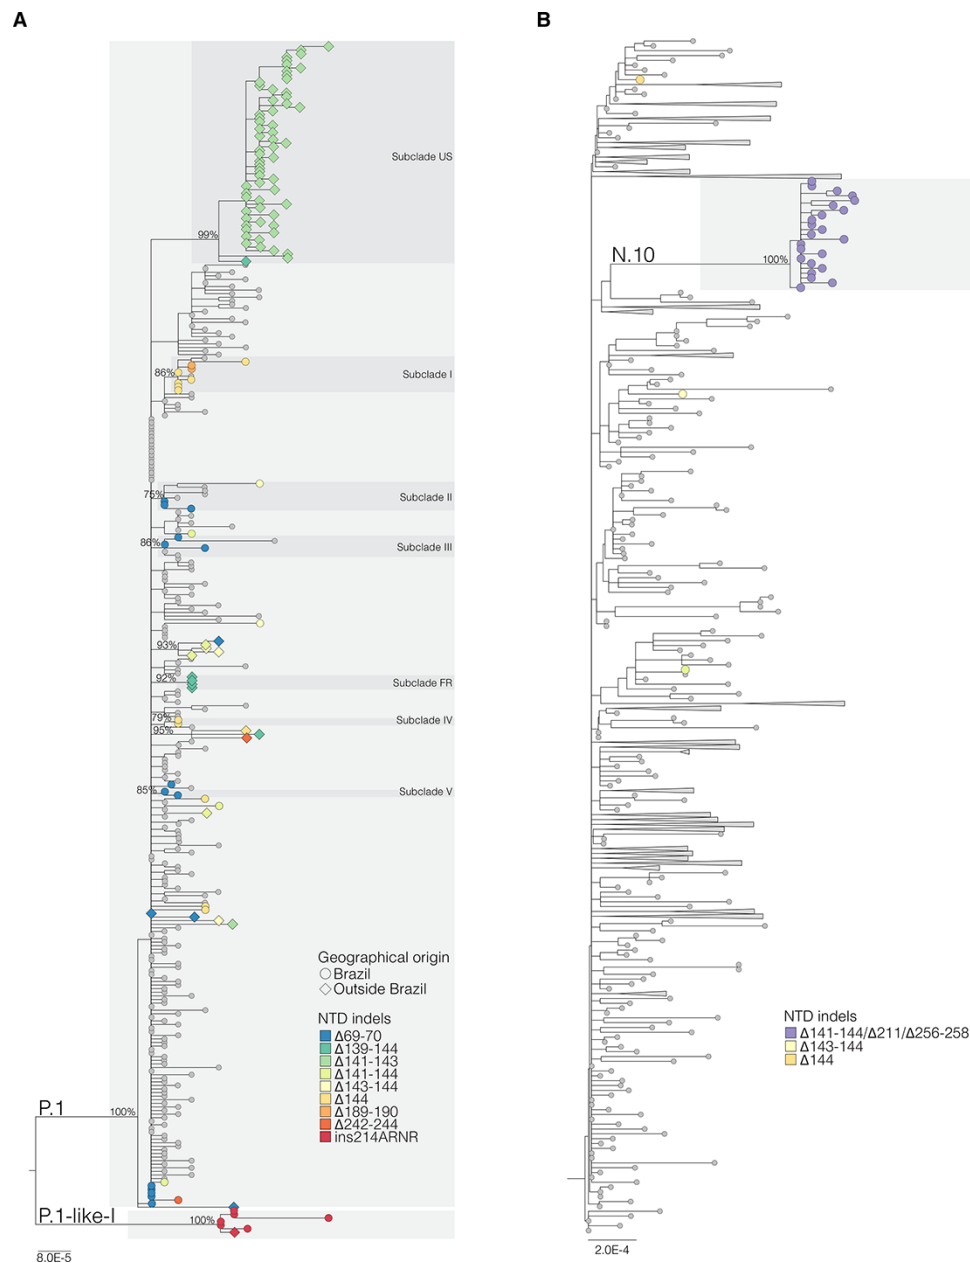 A
B
Subclade US
99%
N.10
100%
86%
Subclade I
75%
Subclade II
86%
Subclade III
93%
92%
Subclade FR
79%
Subclade IV
95%
85%
Subclade V
Geographical origin
Brazil
Outside Brazil
NTD indels
Δ69-70
Δ139-144
Δ141-143
Δ141-144
Δ143-144
Δ144
Δ189-190
Δ242-244
ins214ARNR
NTD indels
Δ141-144/Δ211/Δ256-258
Δ143-144
Δ144
P.1
100%
P.1-like-I
100%
8.0E-5
2.0E-4